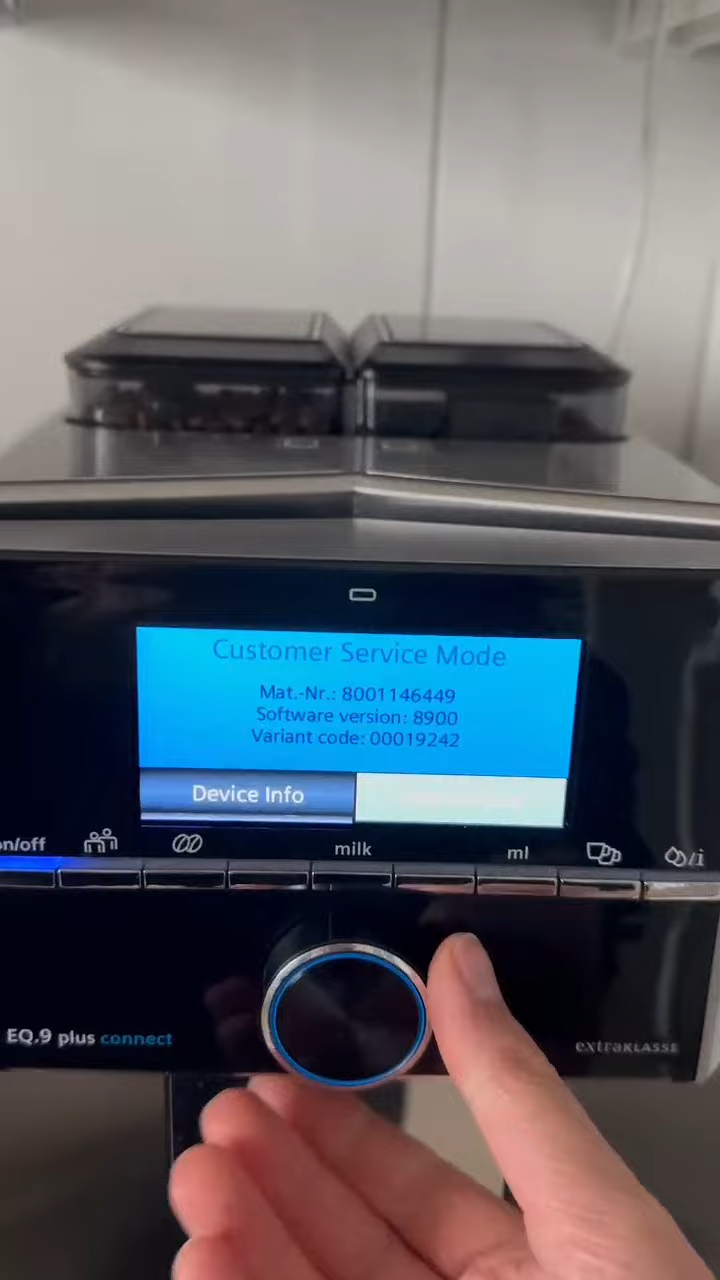 Customer Service Mode
Mat.-Nr.: 8001146449
Software version: 8900
Variant code: 00019242
Device Info
on/off
milk
ml
i
EQ.9 plus connect
extraKLASSE